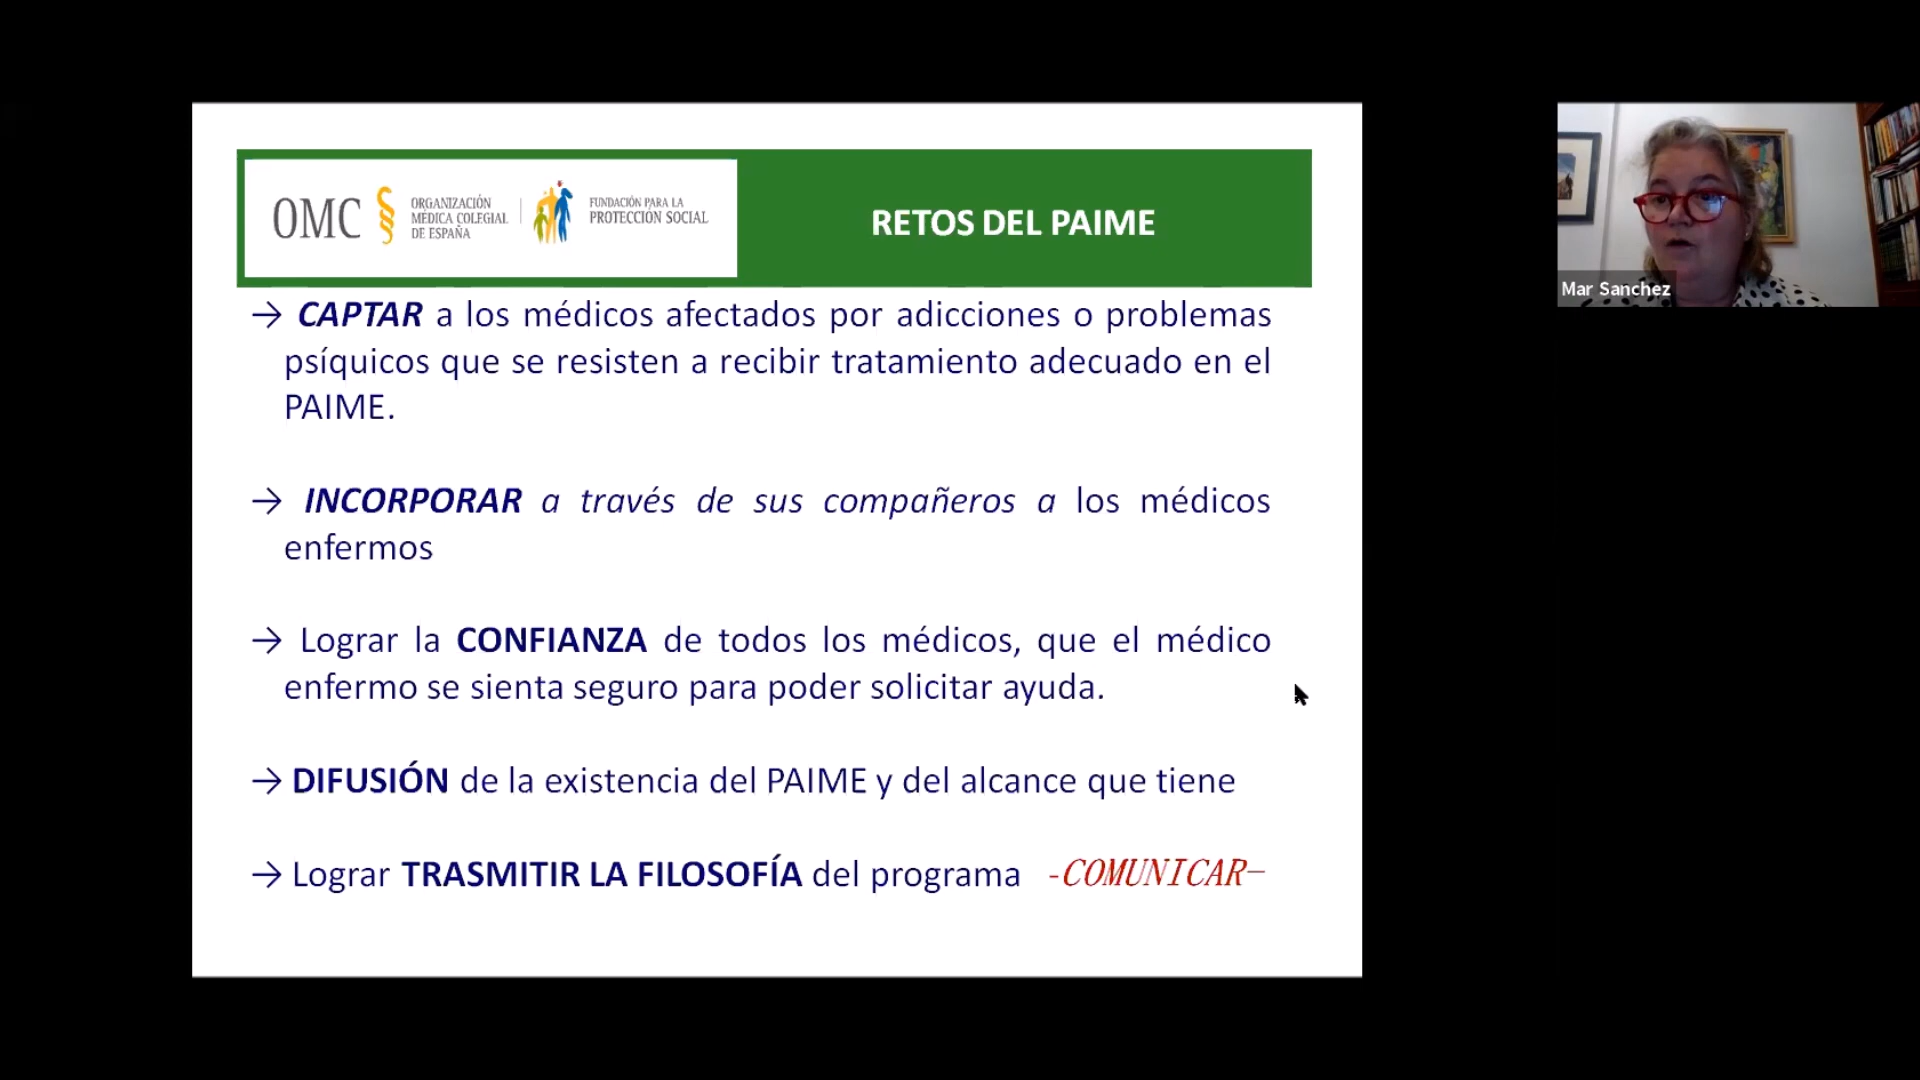 OMC
ORGANIZACIÓN
MÉDICA COLEGIAL
DE ESPAÑA
FUNDACIÓN PARA LA
PROTECCIÓN SOCIAL
RETOS DEL PAIME
→ CAPTAR a los médicos afectados por adicciones o problemas
psíquicos que se resisten a recibir tratamiento adecuado en el
PAIME.
→ INCORPORAR a través de sus compañeros a los médicos
enfermos
→ Lograr la CONFIANZA de todos los médicos, que el médico
enfermo se sienta seguro para poder solicitar ayuda.
→ DIFUSIÓN de la existencia del PAIME y del alcance que tiene
→ Lograr TRASMITIR LA FILOSOFÍA del programa -COMUNICAR-
Mar Sanchez